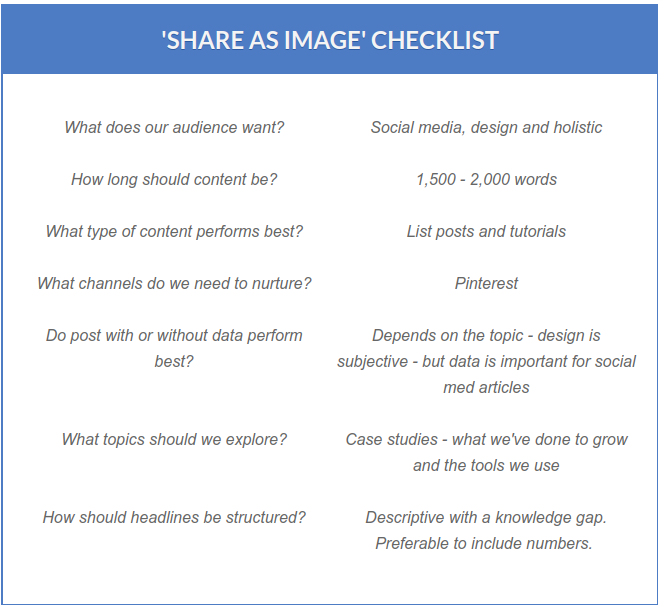 'SHARE AS IMAGE' CHECKLIST
What does our audience want?
Social media, design and holistic
How long should content be?
1,500 - 2,000 words
What type of content performs best?
List posts and tutorials
What channels do we need to nurture?
Pinterest
Do post with or without data perform
best?
Depends on the topic - design is
subjective - but data is important for social
med articles
What topics should we explore?
Case studies - what we've done to grow
and the tools we use
How should headlines be structured?
Descriptive with a knowledge gap.
Preferable to include numbers.